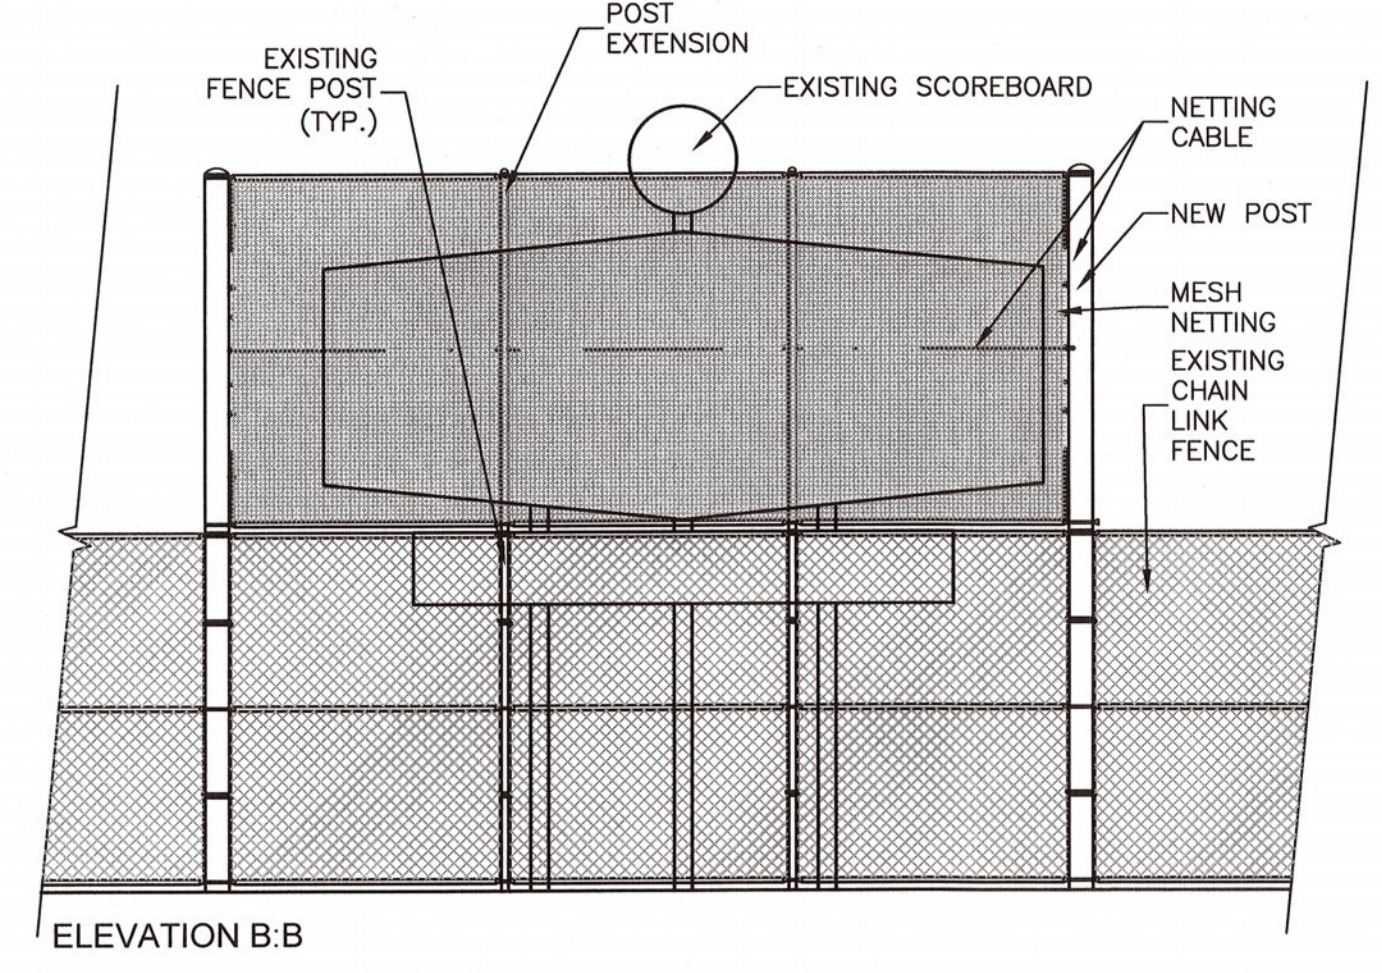 POST
EXTENSION
EXISTING
FENCE POST
(TYP.)
EXISTING SCOREBOARD
NETTING
CABLE
NEW POST
MESH
NETTING
EXISTING
CHAIN
LINK
FENCE
ELEVATION B:B